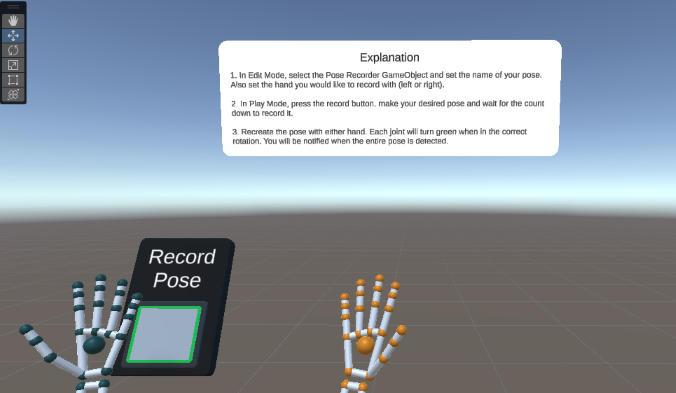 Explanation
1. In Edit Mode, select the Pose Recorder GameObject and set the name of your pose.
Also set the hand you would like to record with (left or right).
2. In Play Mode, press the record button. make your desired pose and wait for the count
down to record it.
3. Recreate the pose with either hand. Each joint will turn green when in the correct
rotation. You will be notified when the entire pose is detected.
Record
Pose